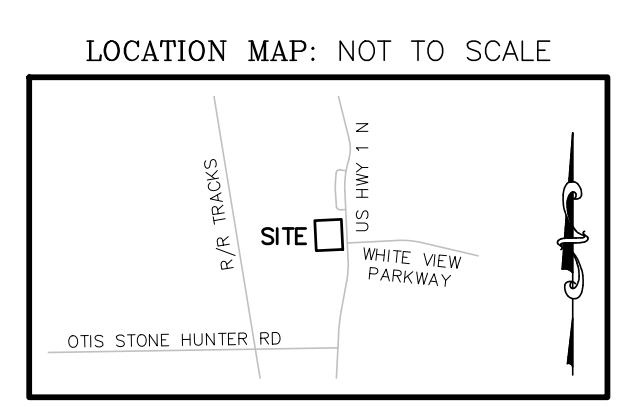 LOCATION MAP: NOT TO SCALE
US HWY 1 N
R/R TRACKS
SITE
WHITE VIEW
PARKWAY
OTIS STONE HUNTER RD